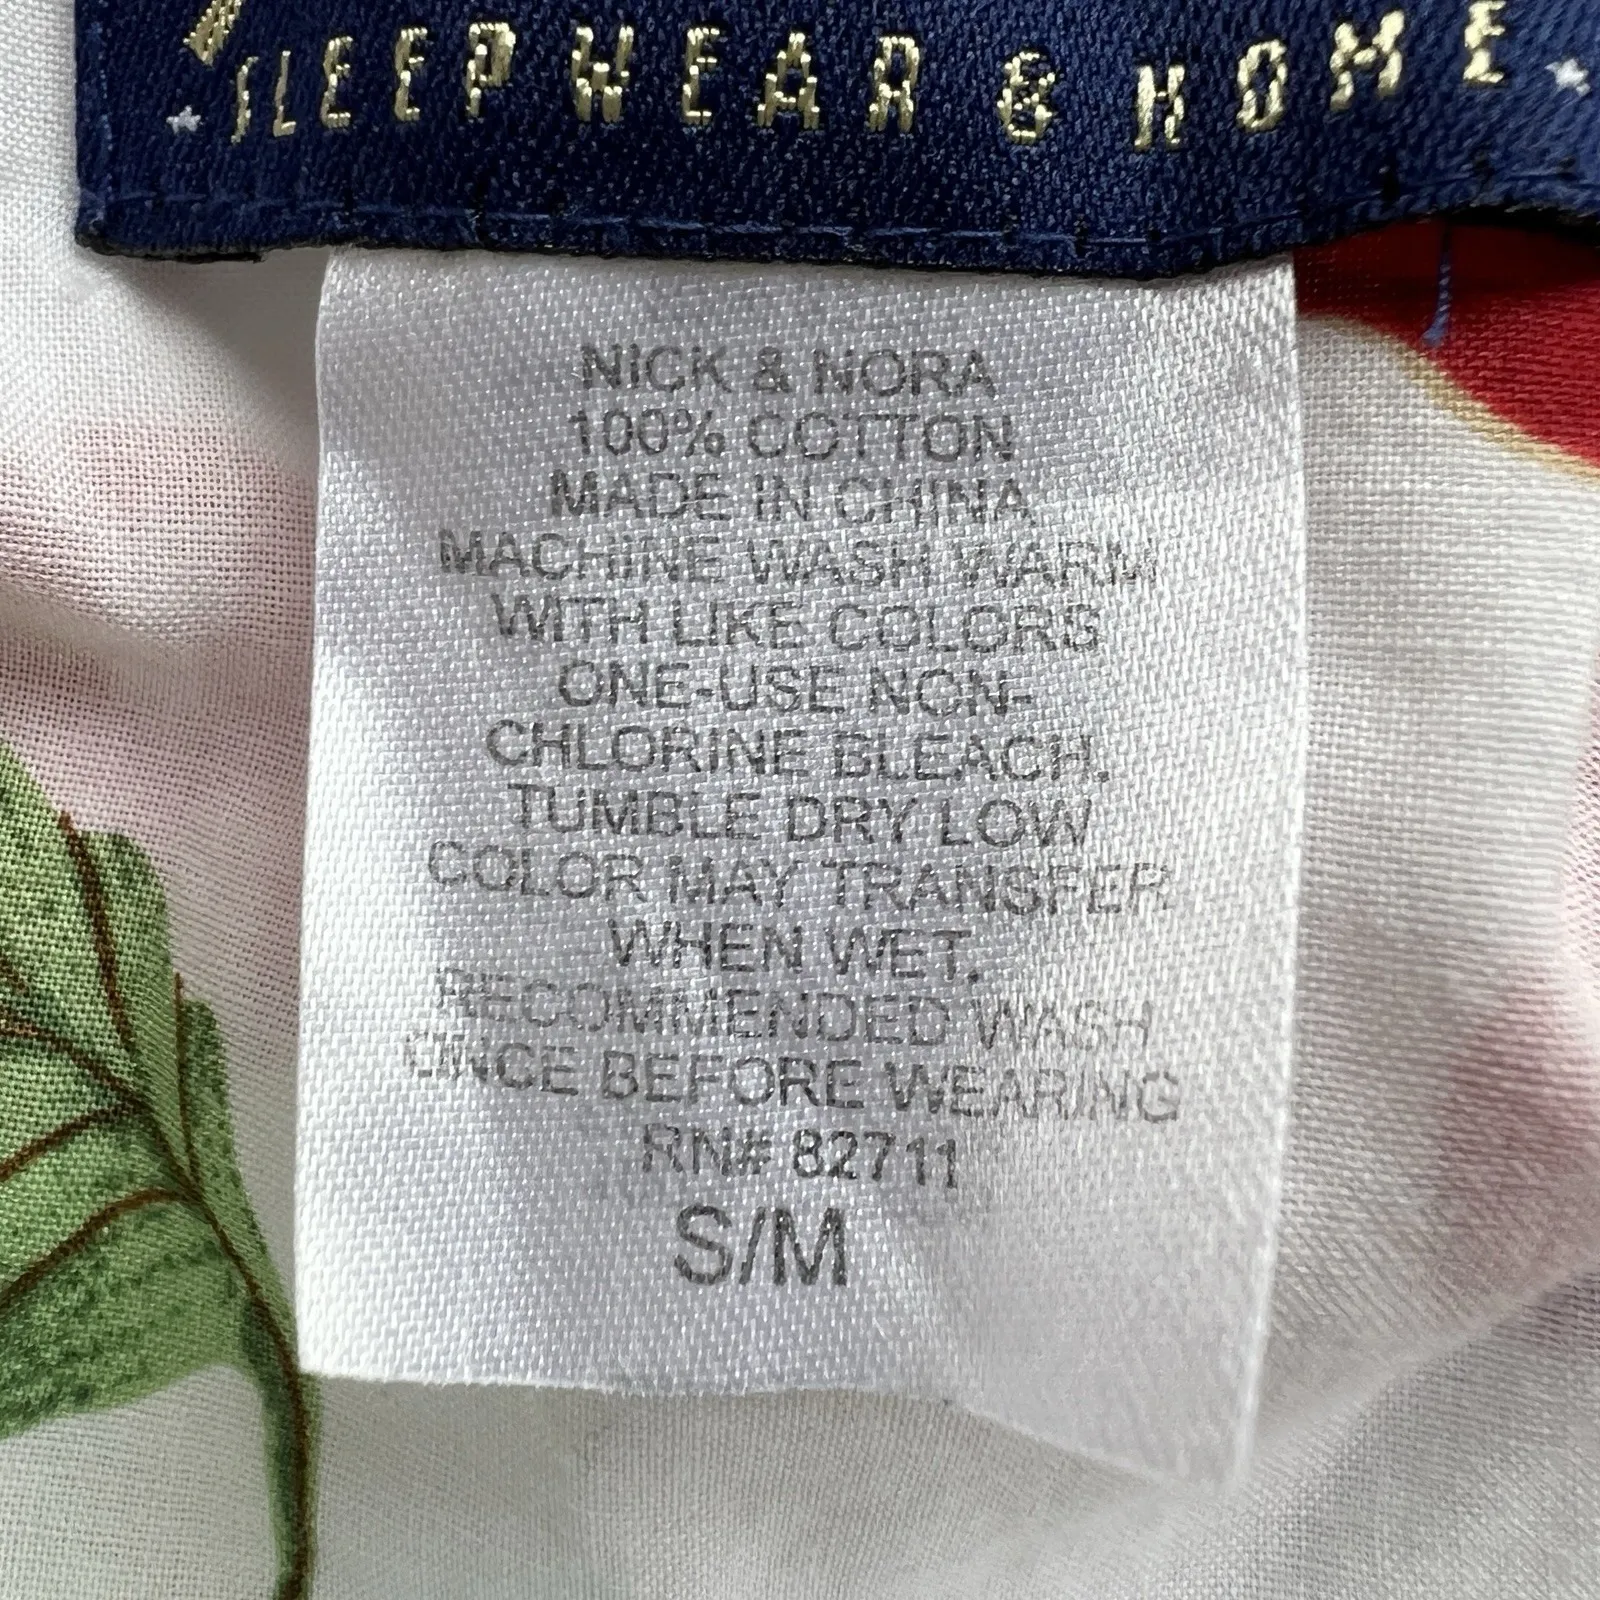 SLEEPWEAR & HOME
NICK & NORA
100% COTTON
MADE IN CHINA
MACHINE WASH WARM
WITH LIKE COLORS
ONE-USE NON-
CHLORINE BLEACH.
TUMBLE DRY LOW
COLOR MAY TRANSFER
WHEN WET.
RECOMMENDED WASH
ONCE BEFORE WEARING
RN# 82711
S/M